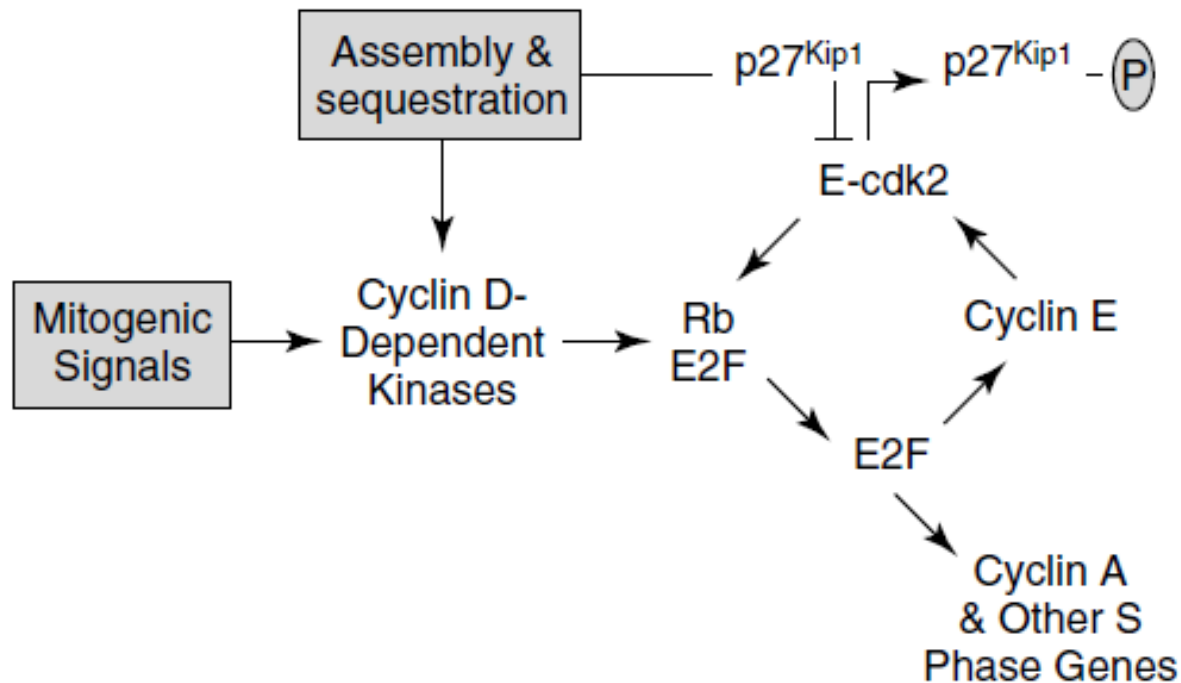 Assembly &
sequestration
p27Kip1
p27Kip1
P
E-cdk2
Mitogenic
Signals
Cyclin D-
Dependent
Kinases
Rb
E2F
Cyclin E
E2F
Cyclin A
& Other S
Phase Genes